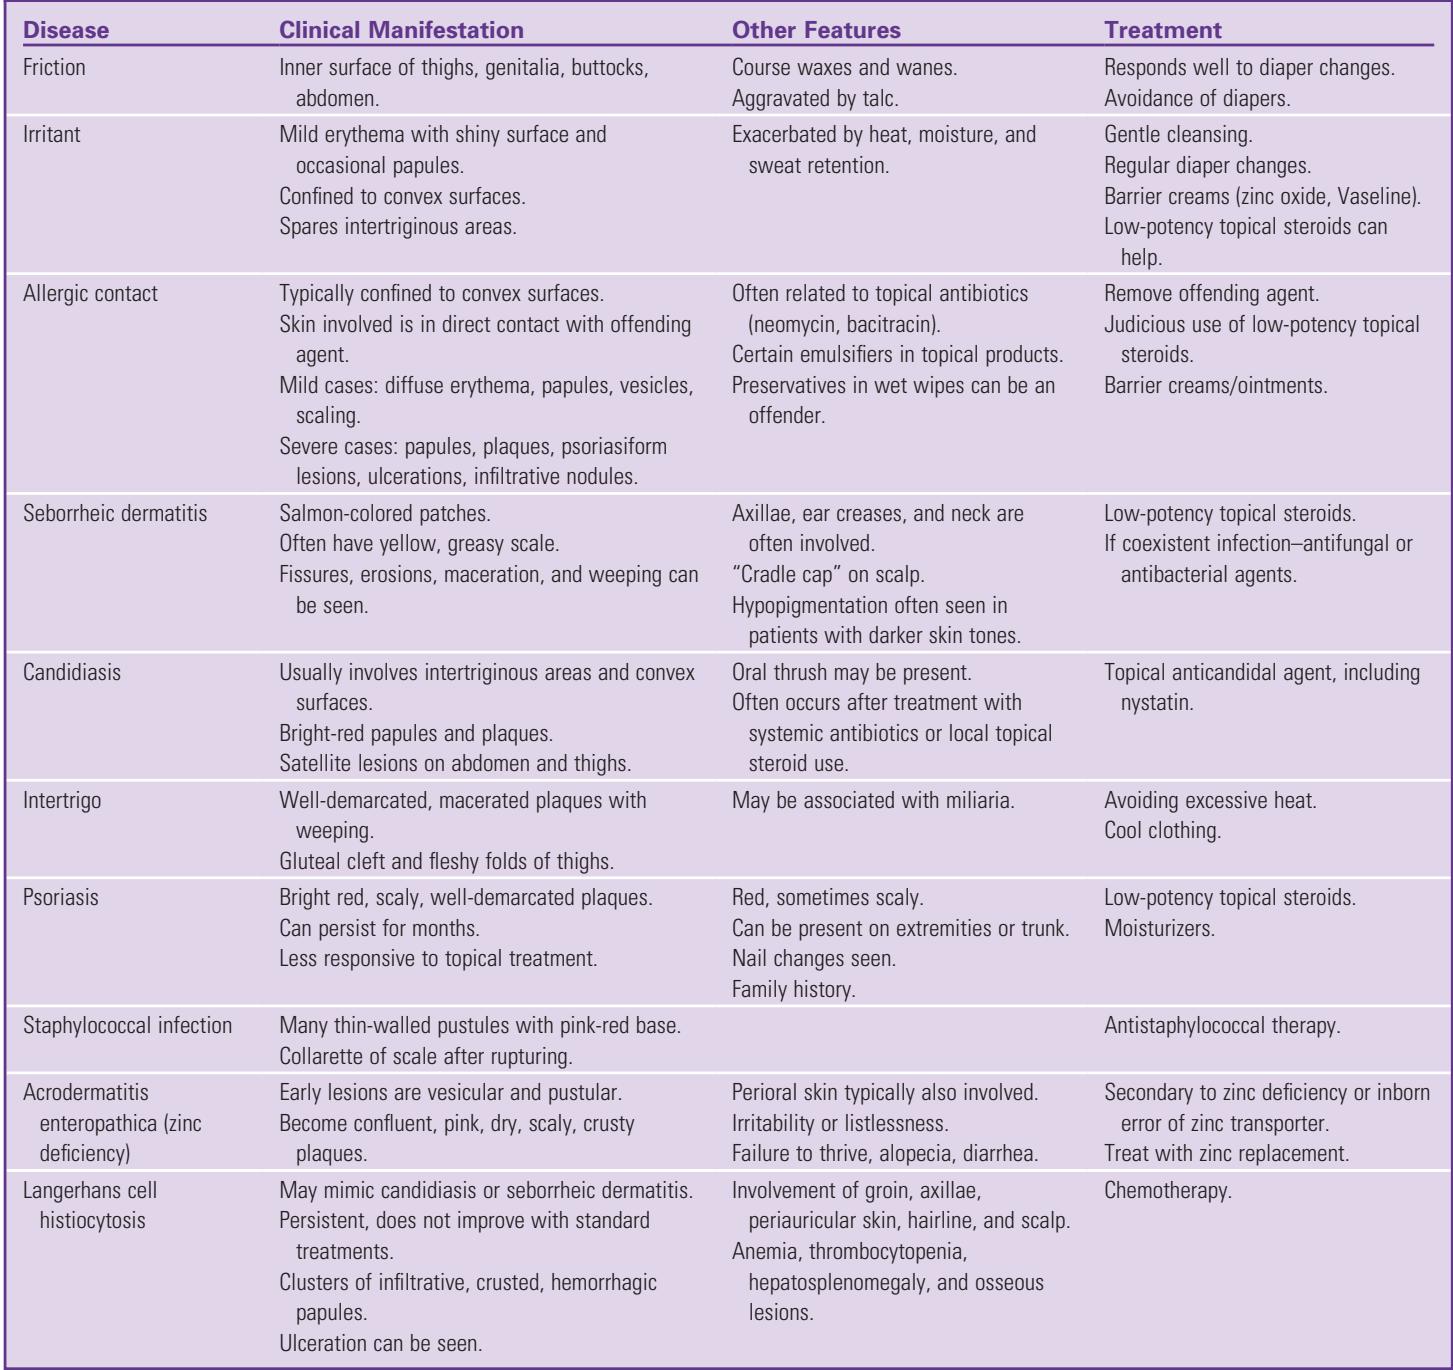 Disease Clinical Manifestation Other Features Treatment
Friction
Inner surface of thighs, genitalia, buttocks,
abdomen.
Course waxes and wanes.
Aggravated by talc.
Responds well to diaper changes.
Avoidance of diapers.
Irritant
Mild erythema with shiny surface and
occasional papules.
Confined to convex surfaces.
Spares intertriginous areas.
Exacerbated by heat, moisture, and
sweat retention.
Gentle cleansing.
Regular diaper changes.
Barrier creams (zinc oxide, Vaseline).
Low-potency topical steroids can
help.
Allergic contact
Typically confined to convex surfaces.
Skin involved is in direct contact with offending
agent.
Mild cases: diffuse erythema, papules, vesicles,
scaling.
Severe cases: papules, plaques, psoriasiform
lesions, ulcerations, infiltrative nodules.
Often related to topical antibiotics
(neomycin, bacitracin).
Certain emulsifiers in topical products.
Preservatives in wet wipes can be an
offender.
Remove offending agent.
Judicious use of low-potency topical
steroids.
Barrier creams/ointments.
Seborrheic dermatitis
Salmon-colored patches.
Often have yellow, greasy scale.
Fissures, erosions, maceration, and weeping can
be seen.
Axillae, ear creases, and neck are
often involved.
“Cradle cap” on scalp.
Hypopigmentation often seen in
patients with darker skin tones.
Low-potency topical steroids.
If coexistent infection–antifungal or
antibacterial agents.
Candidiasis
Usually involves intertriginous areas and convex
surfaces.
Bright-red papules and plaques.
Satellite lesions on abdomen and thighs.
Oral thrush may be present.
Often occurs after treatment with
systemic antibiotics or local topical
steroid use.
Topical anticandidal agent, including
nystatin.
Intertrigo
Well-demarcated, macerated plaques with
weeping.
Gluteal cleft and fleshy folds of thighs.
May be associated with miliaria.
Avoiding excessive heat.
Cool clothing.
Psoriasis
Bright red, scaly, well-demarcated plaques.
Can persist for months.
Less responsive to topical treatment.
Red, sometimes scaly.
Can be present on extremities or trunk.
Nail changes seen.
Family history.
Low-potency topical steroids.
Moisturizers.
Staphylococcal infection
Many thin-walled pustules with pink-red base.
Collarette of scale after rupturing.
Antistaphylococcal therapy.
Acrodermatitis
enteropathica (zinc
deficiency)
Early lesions are vesicular and pustular.
Become confluent, pink, dry, scaly, crusty
plaques.
Perioral skin typically also involved.
Irritability or listlessness.
Failure to thrive, alopecia, diarrhea.
Secondary to zinc deficiency or inborn
error of zinc transporter.
Treat with zinc replacement.
Langerhans cell
histiocytosis
May mimic candidiasis or seborrheic dermatitis.
Persistent, does not improve with standard
treatments.
Clusters of infiltrative, crusted, hemorrhagic
papules.
Ulceration can be seen.
Involvement of groin, axillae,
periauricular skin, hairline, and scalp.
Anemia, thrombocytopenia,
hepatosplenomegaly, and osseous
lesions.
Chemotherapy.